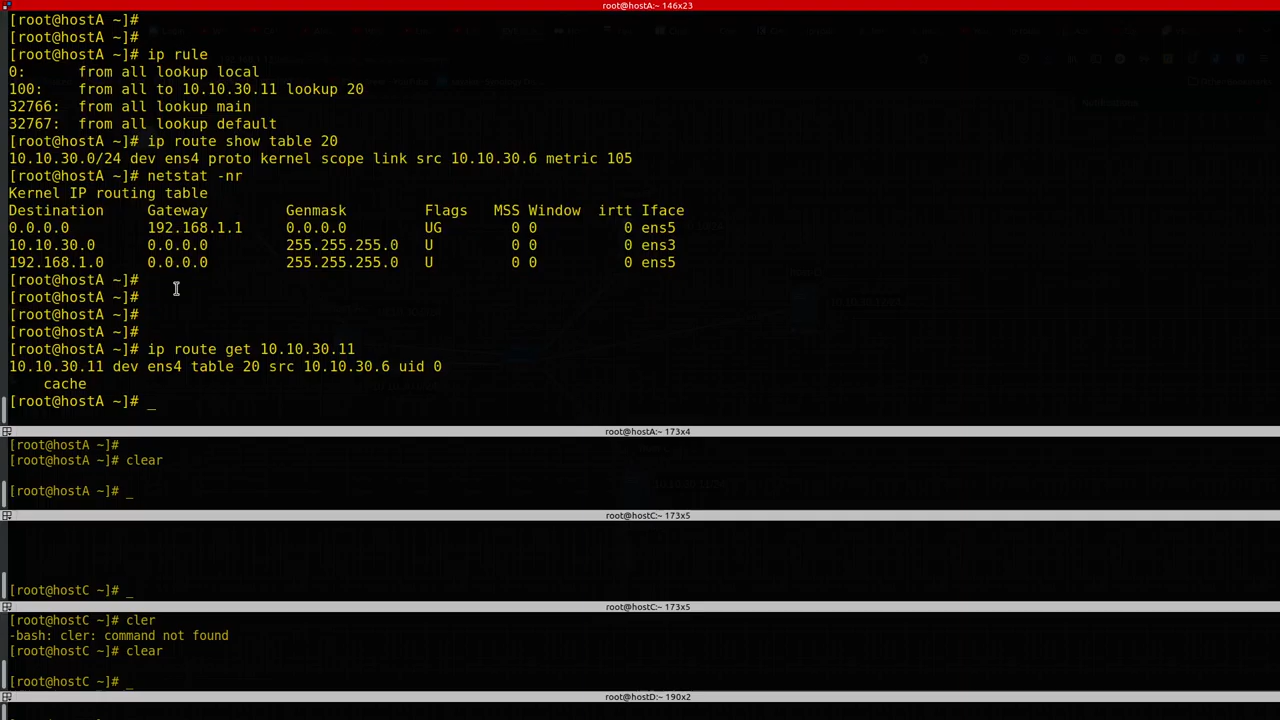 root@hostA:~ 146x23
[root@hostA ~]#
[root@hostA ~]#
[root@hostA ~]# ip rule
0:      from all lookup local
100:    from all to 10.10.30.11 lookup 20
32766:  from all lookup main
32767:  from all lookup default
[root@hostA ~]# ip route show table 20
10.10.30.0/24 dev ens4 proto kernel scope link src 10.10.30.6 metric 105
[root@hostA ~]# netstat -nr
Kernel IP routing table
Destination     Gateway         Genmask         Flags   MSS Window  irtt Iface
0.0.0.0         192.168.1.1     0.0.0.0         UG        0 0          0 ens5
10.10.30.0      0.0.0.0         255.255.255.0   U         0 0          0 ens3
192.168.1.0     0.0.0.0         255.255.255.0   U         0 0          0 ens5
[root@hostA ~]#
[root@hostA ~]#
[root@hostA ~]#
[root@hostA ~]#
[root@hostA ~]# ip route get 10.10.30.11
10.10.30.11 dev ens4 table 20 src 10.10.30.6 uid 0
    cache
[root@hostA ~]# _
root@hostA:~ 173x4
[root@hostA ~]#
[root@hostA ~]# clear
[root@hostA ~]# _
root@hostC:~ 173x5
[root@hostC ~]# _
root@hostC:~ 173x5
[root@hostC ~]# cler
-bash: cler: command not found
[root@hostC ~]# clear
[root@hostC ~]# _
root@hostD:~ 190x2